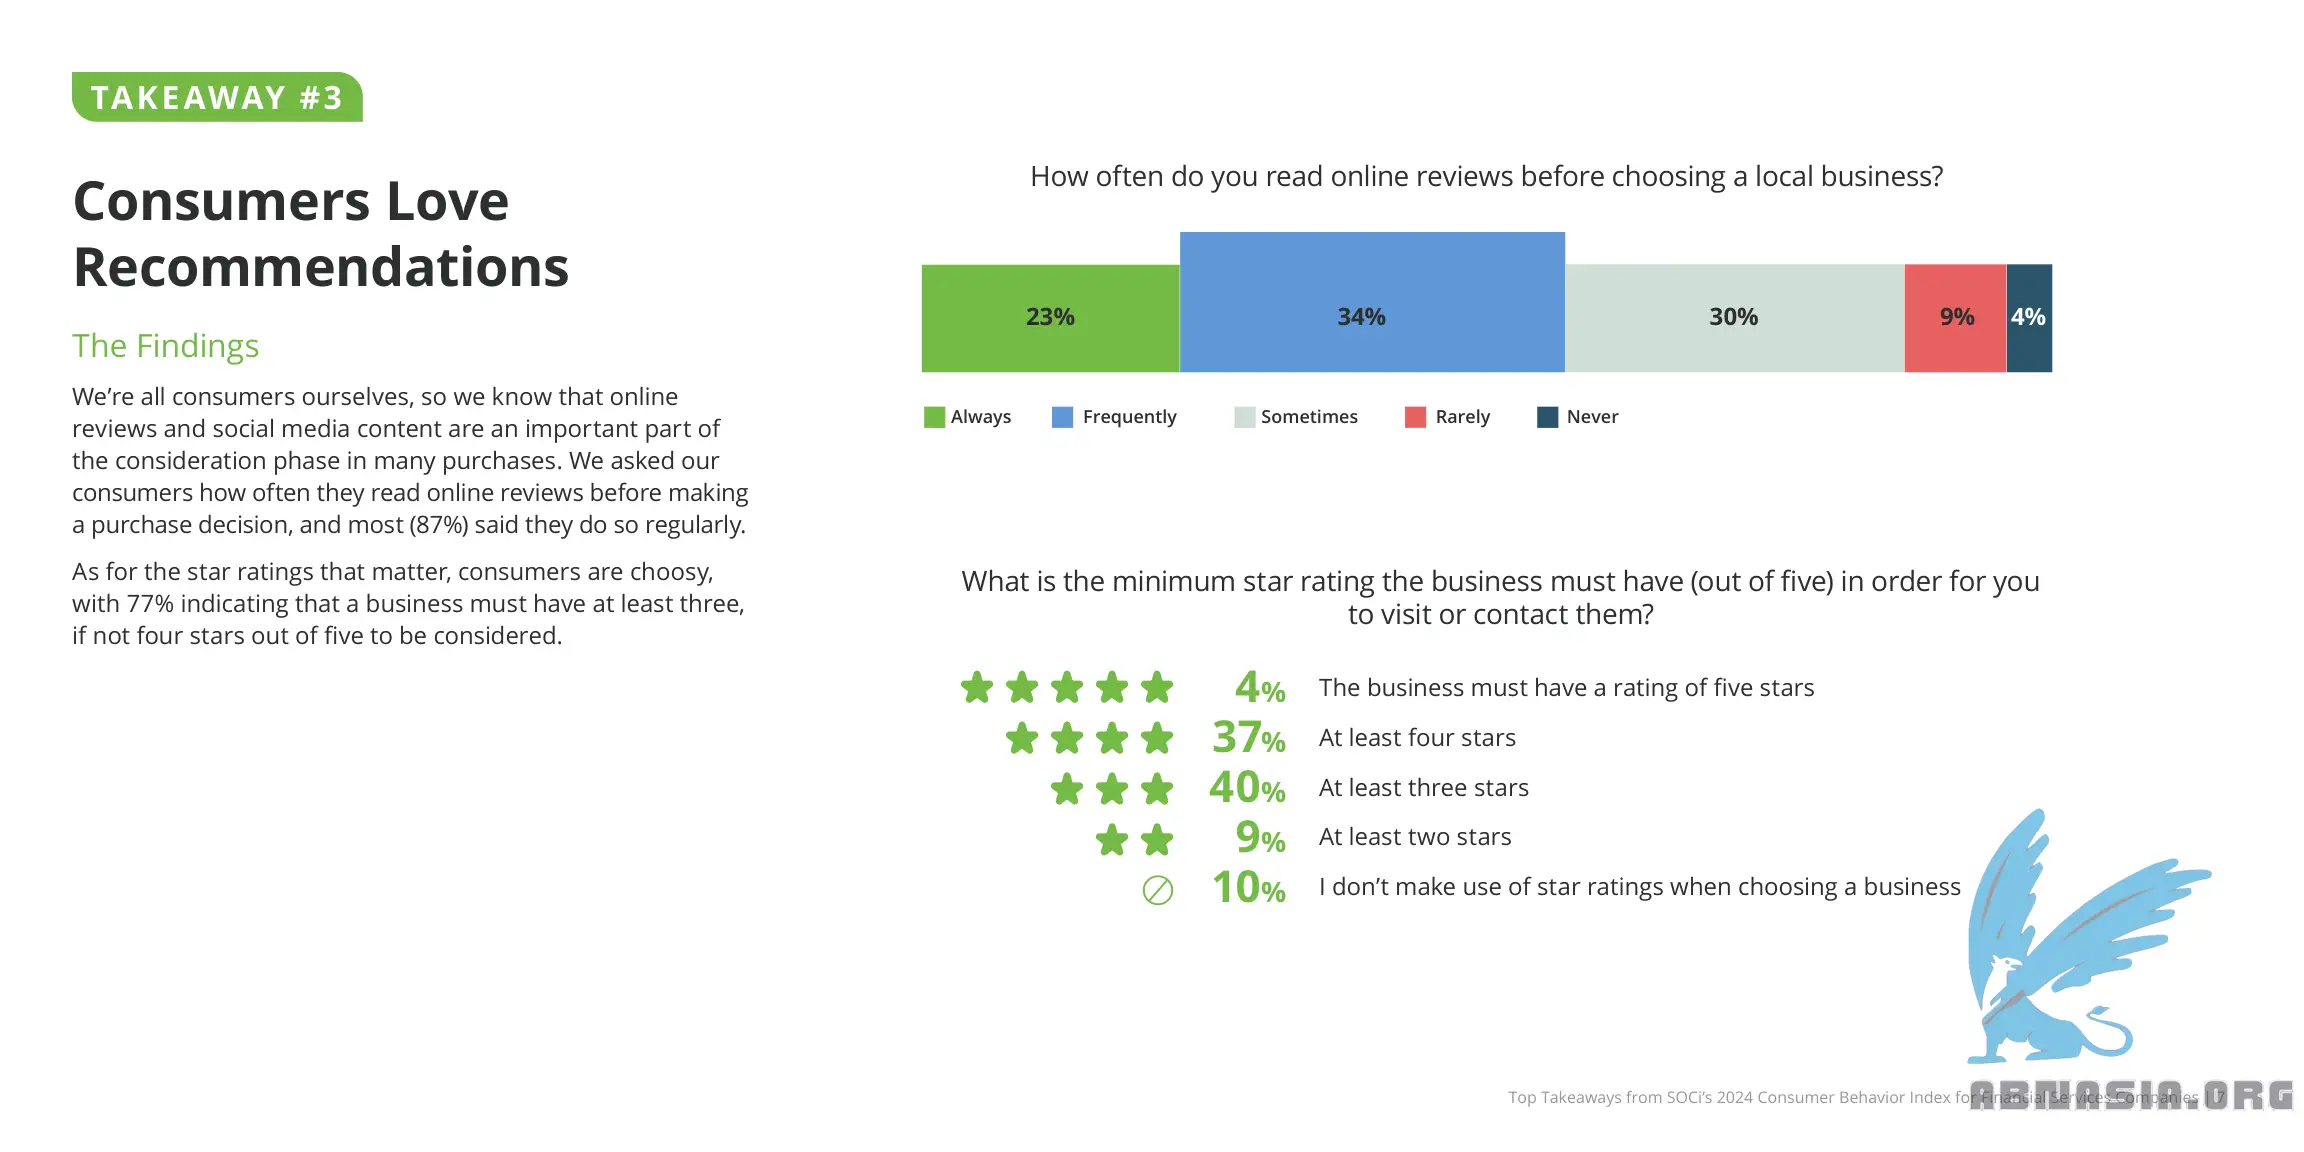 TAKEAWAY #3
Consumers Love
Recommendations
The Findings
We’re all consumers ourselves, so we know that online
reviews and social media content are an important part of
the consideration phase in many purchases. We asked our
consumers how often they read online reviews before making
a purchase decision, and most (87%) said they do so regularly.
As for the star ratings that matter, consumers are choosy,
with 77% indicating that a business must have at least three,
if not four stars out of five to be considered.
How often do you read online reviews before choosing a local business?
23% 34% 30% 9% 4%
Always Frequently Sometimes Rarely Never
What is the minimum star rating the business must have (out of five) in order for you
to visit or contact them?
4% The business must have a rating of five stars
37% At least four stars
40% At least three stars
9% At least two stars
10% I don’t make use of star ratings when choosing a business
Top Takeaways from SOCi’s 2024 Consumer Behavior Index for Financial Services Companies | 7
ABNASIA.ORG